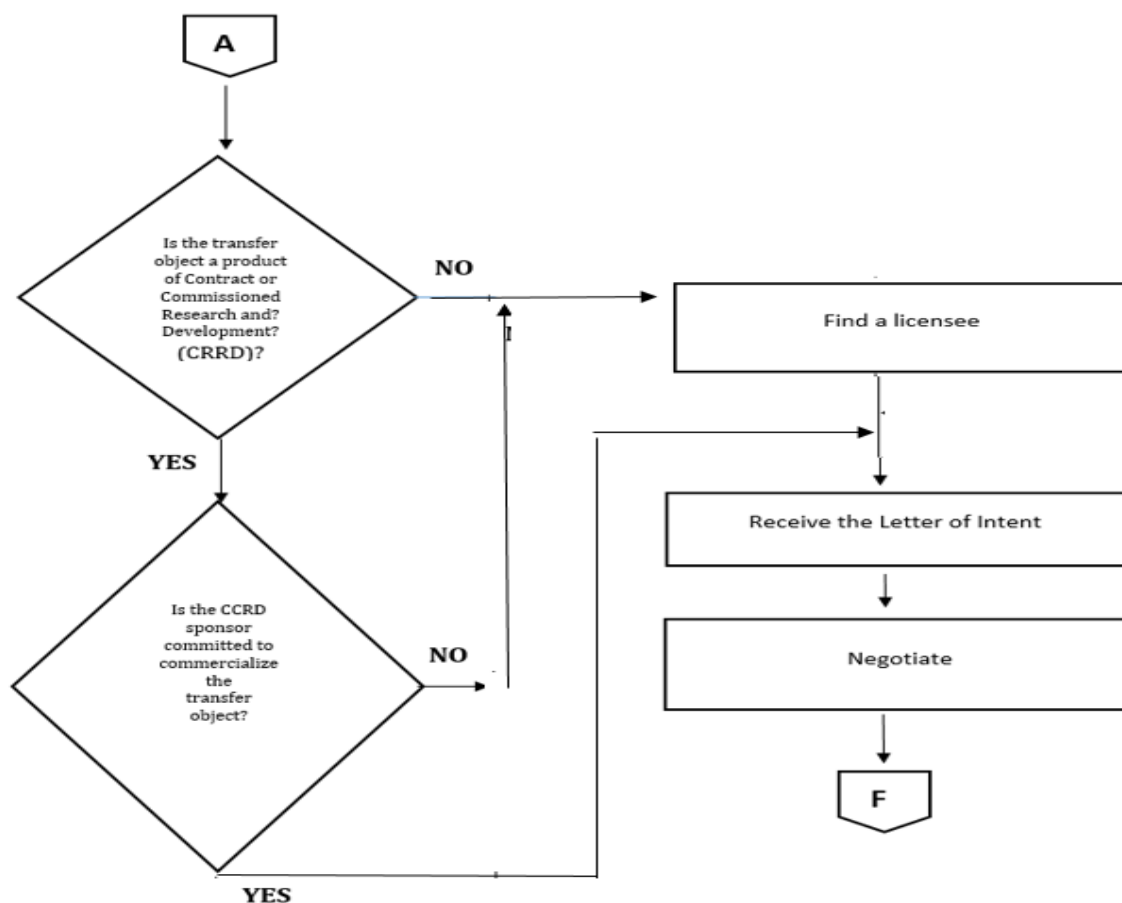 A
Is the transfer
object a product
of Contract or
Commissioned
Research and?
Development?
(CRRD)?
NO
YES
Is the CCRD
sponsor
committed to
commercialize
the
transfer
object?
NO
YES
Find a licensee
Receive the Letter of Intent
Negotiate
F